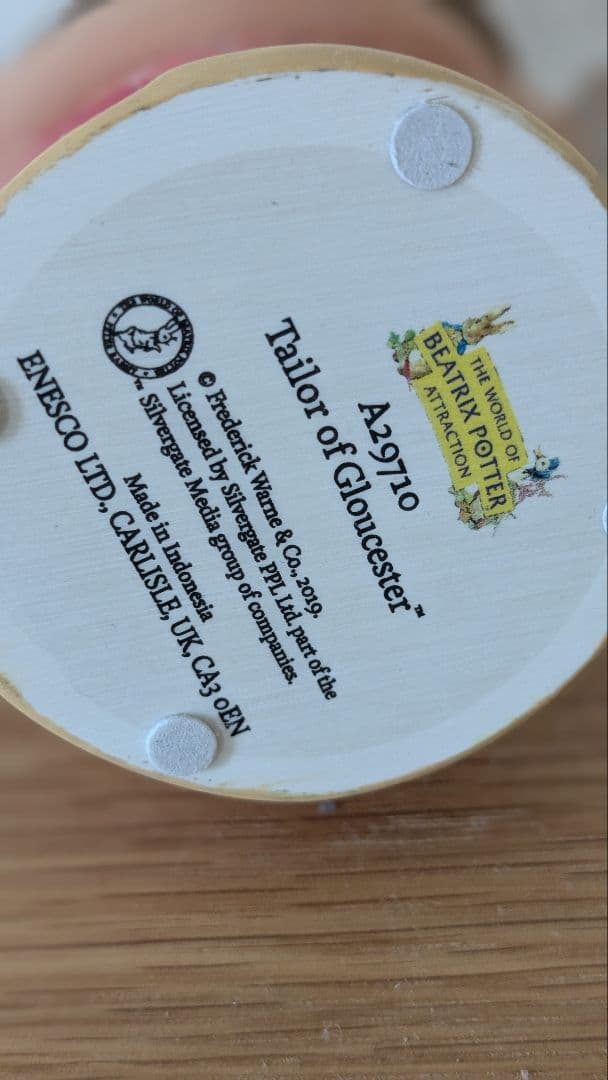 THE WORLD OF
BEATRIX POTTER
ATTRACTION
A29710
Tailor of Gloucester™
© Frederick Warne & Co., 2019.
Licensed by Silvergate PPL Ltd, part of the
Silvergate Media group of companies.
Made in Indonesia
ENESCO LTD., CARLISLE, UK, CA3 0EN